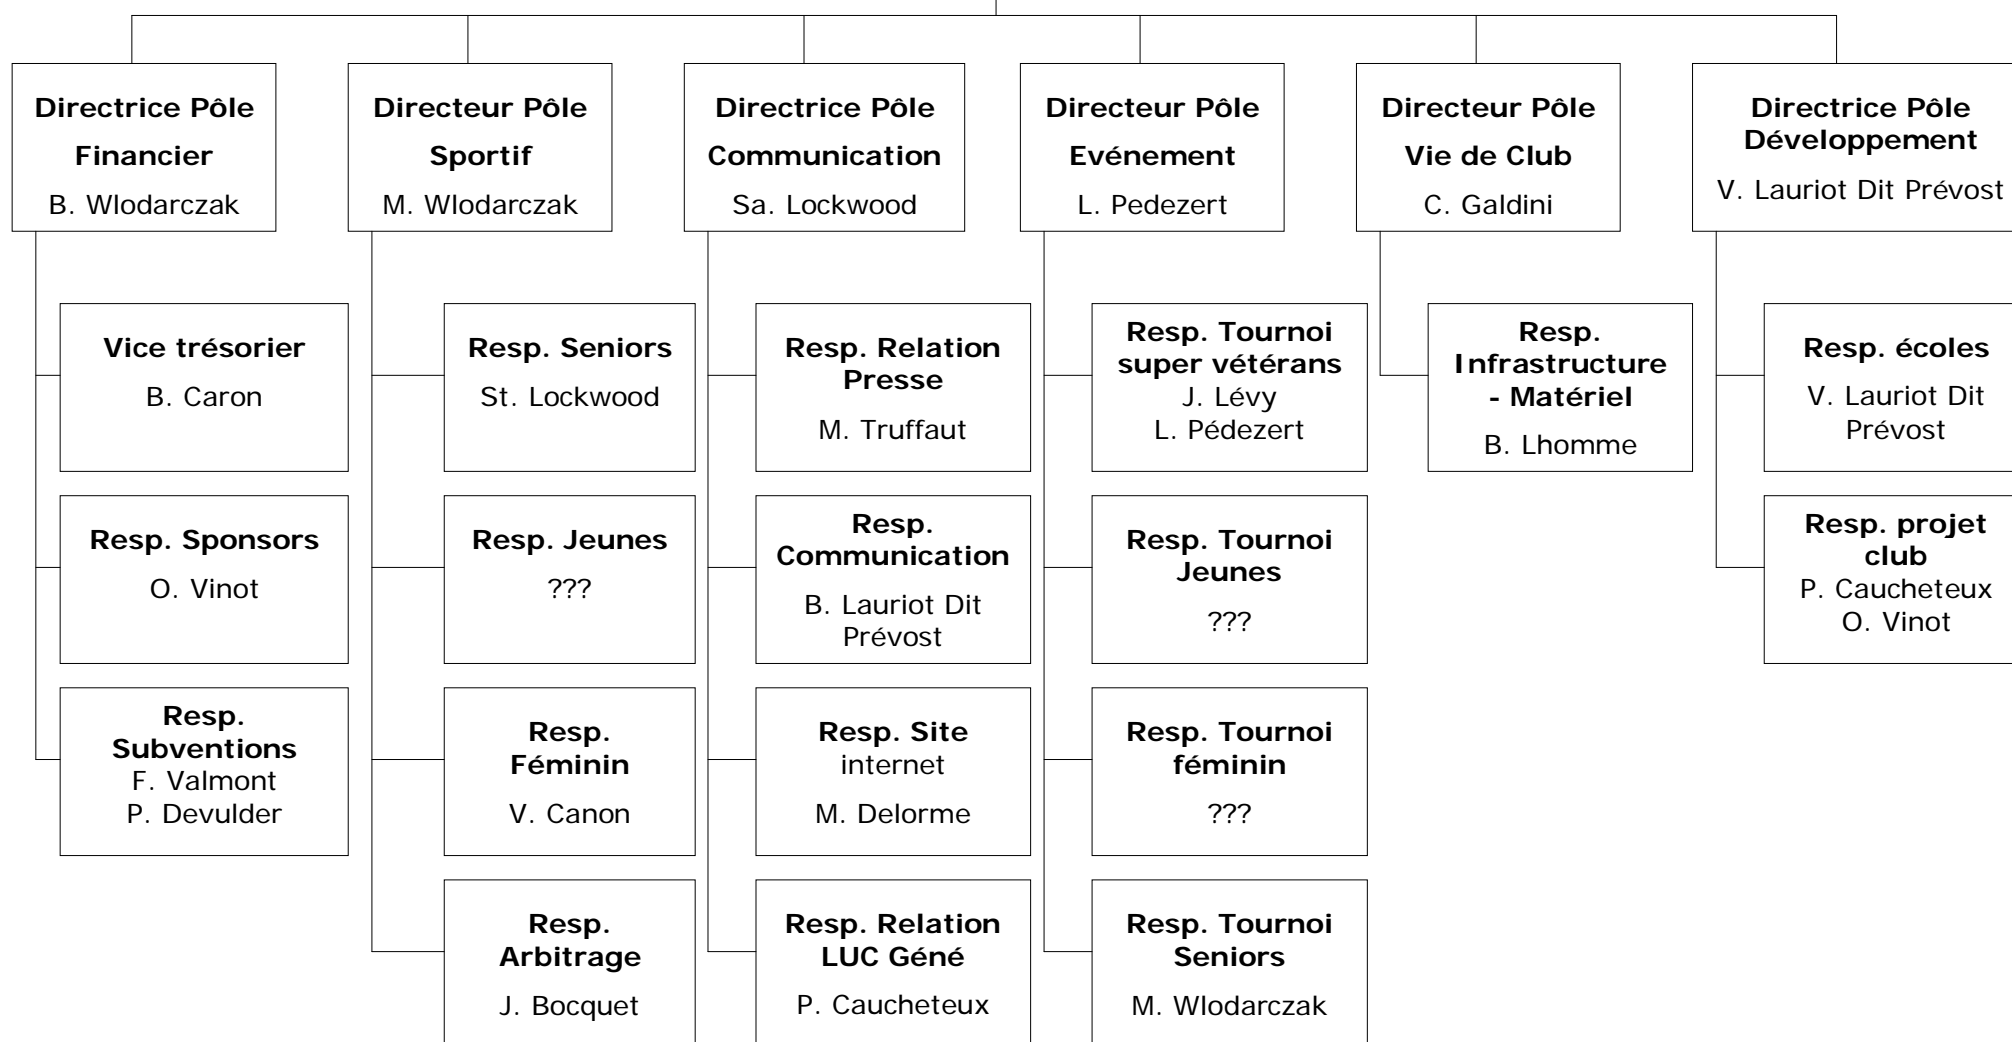 Directrice Pôle
Financier
B. Wlodarczak
Directeur Pôle
Sportif
M. Wlodarczak
Directrice Pôle
Communication
Sa. Lockwood
Directeur Pôle
Evénement
L. Pedezert
Directeur Pôle
Vie de Club
C. Galdini
Directrice Pôle
Développement
V. Lauriot Dit Prévost
Vice trésorier
B. Caron
Resp. Sponsors
O. Vinot
Resp.
Subventions
F. Valmont
P. Devulder
Resp. Seniors
St. Lockwood
Resp. Jeunes
???
Resp.
Féminin
V. Canon
Resp.
Arbitrage
J. Bocquet
Resp. Relation
Presse
M. Truffaut
Resp.
Communication
B. Lauriot Dit
Prévost
Resp. Site
internet
M. Delorme
Resp. Relation
LUC Géné
P. Caucheteux
Resp. Tournoi
super vétérans
J. Lévy
L. Pédezert
Resp. Tournoi
Jeunes
???
Resp. Tournoi
féminin
???
Resp. Tournoi
Seniors
M. Wlodarczak
Resp.
Infrastructure
- Matériel
B. Lhomme
Resp. écoles
V. Lauriot Dit
Prévost
Resp. projet
club
P. Caucheteux
O. Vinot